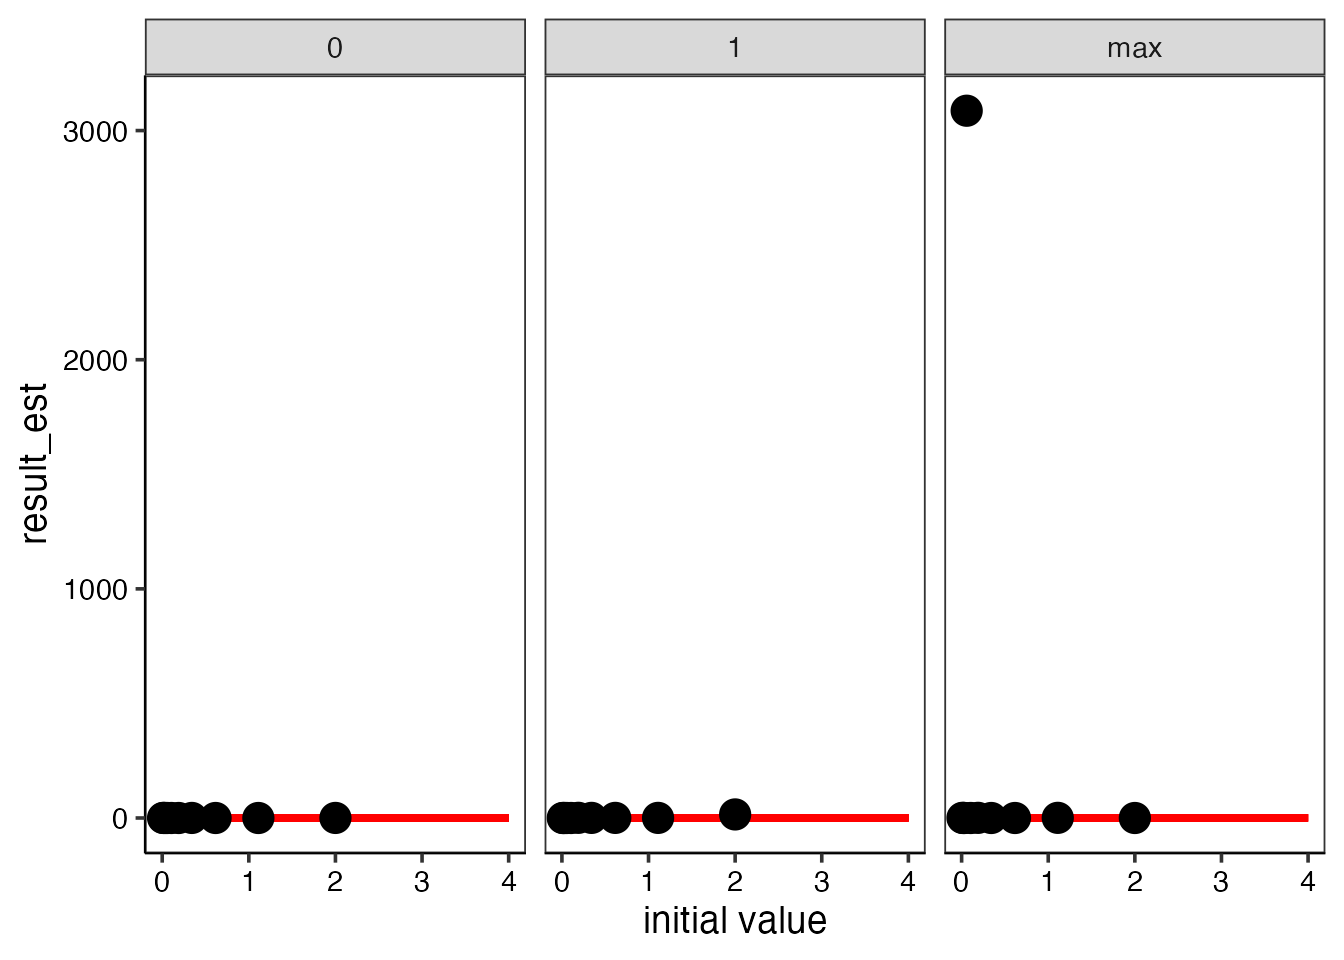 0 1 max
result_est
3000
2000
1000
0
0 1 2 3 4 0 1 2 3 4 0 1 2 3 4
initial value